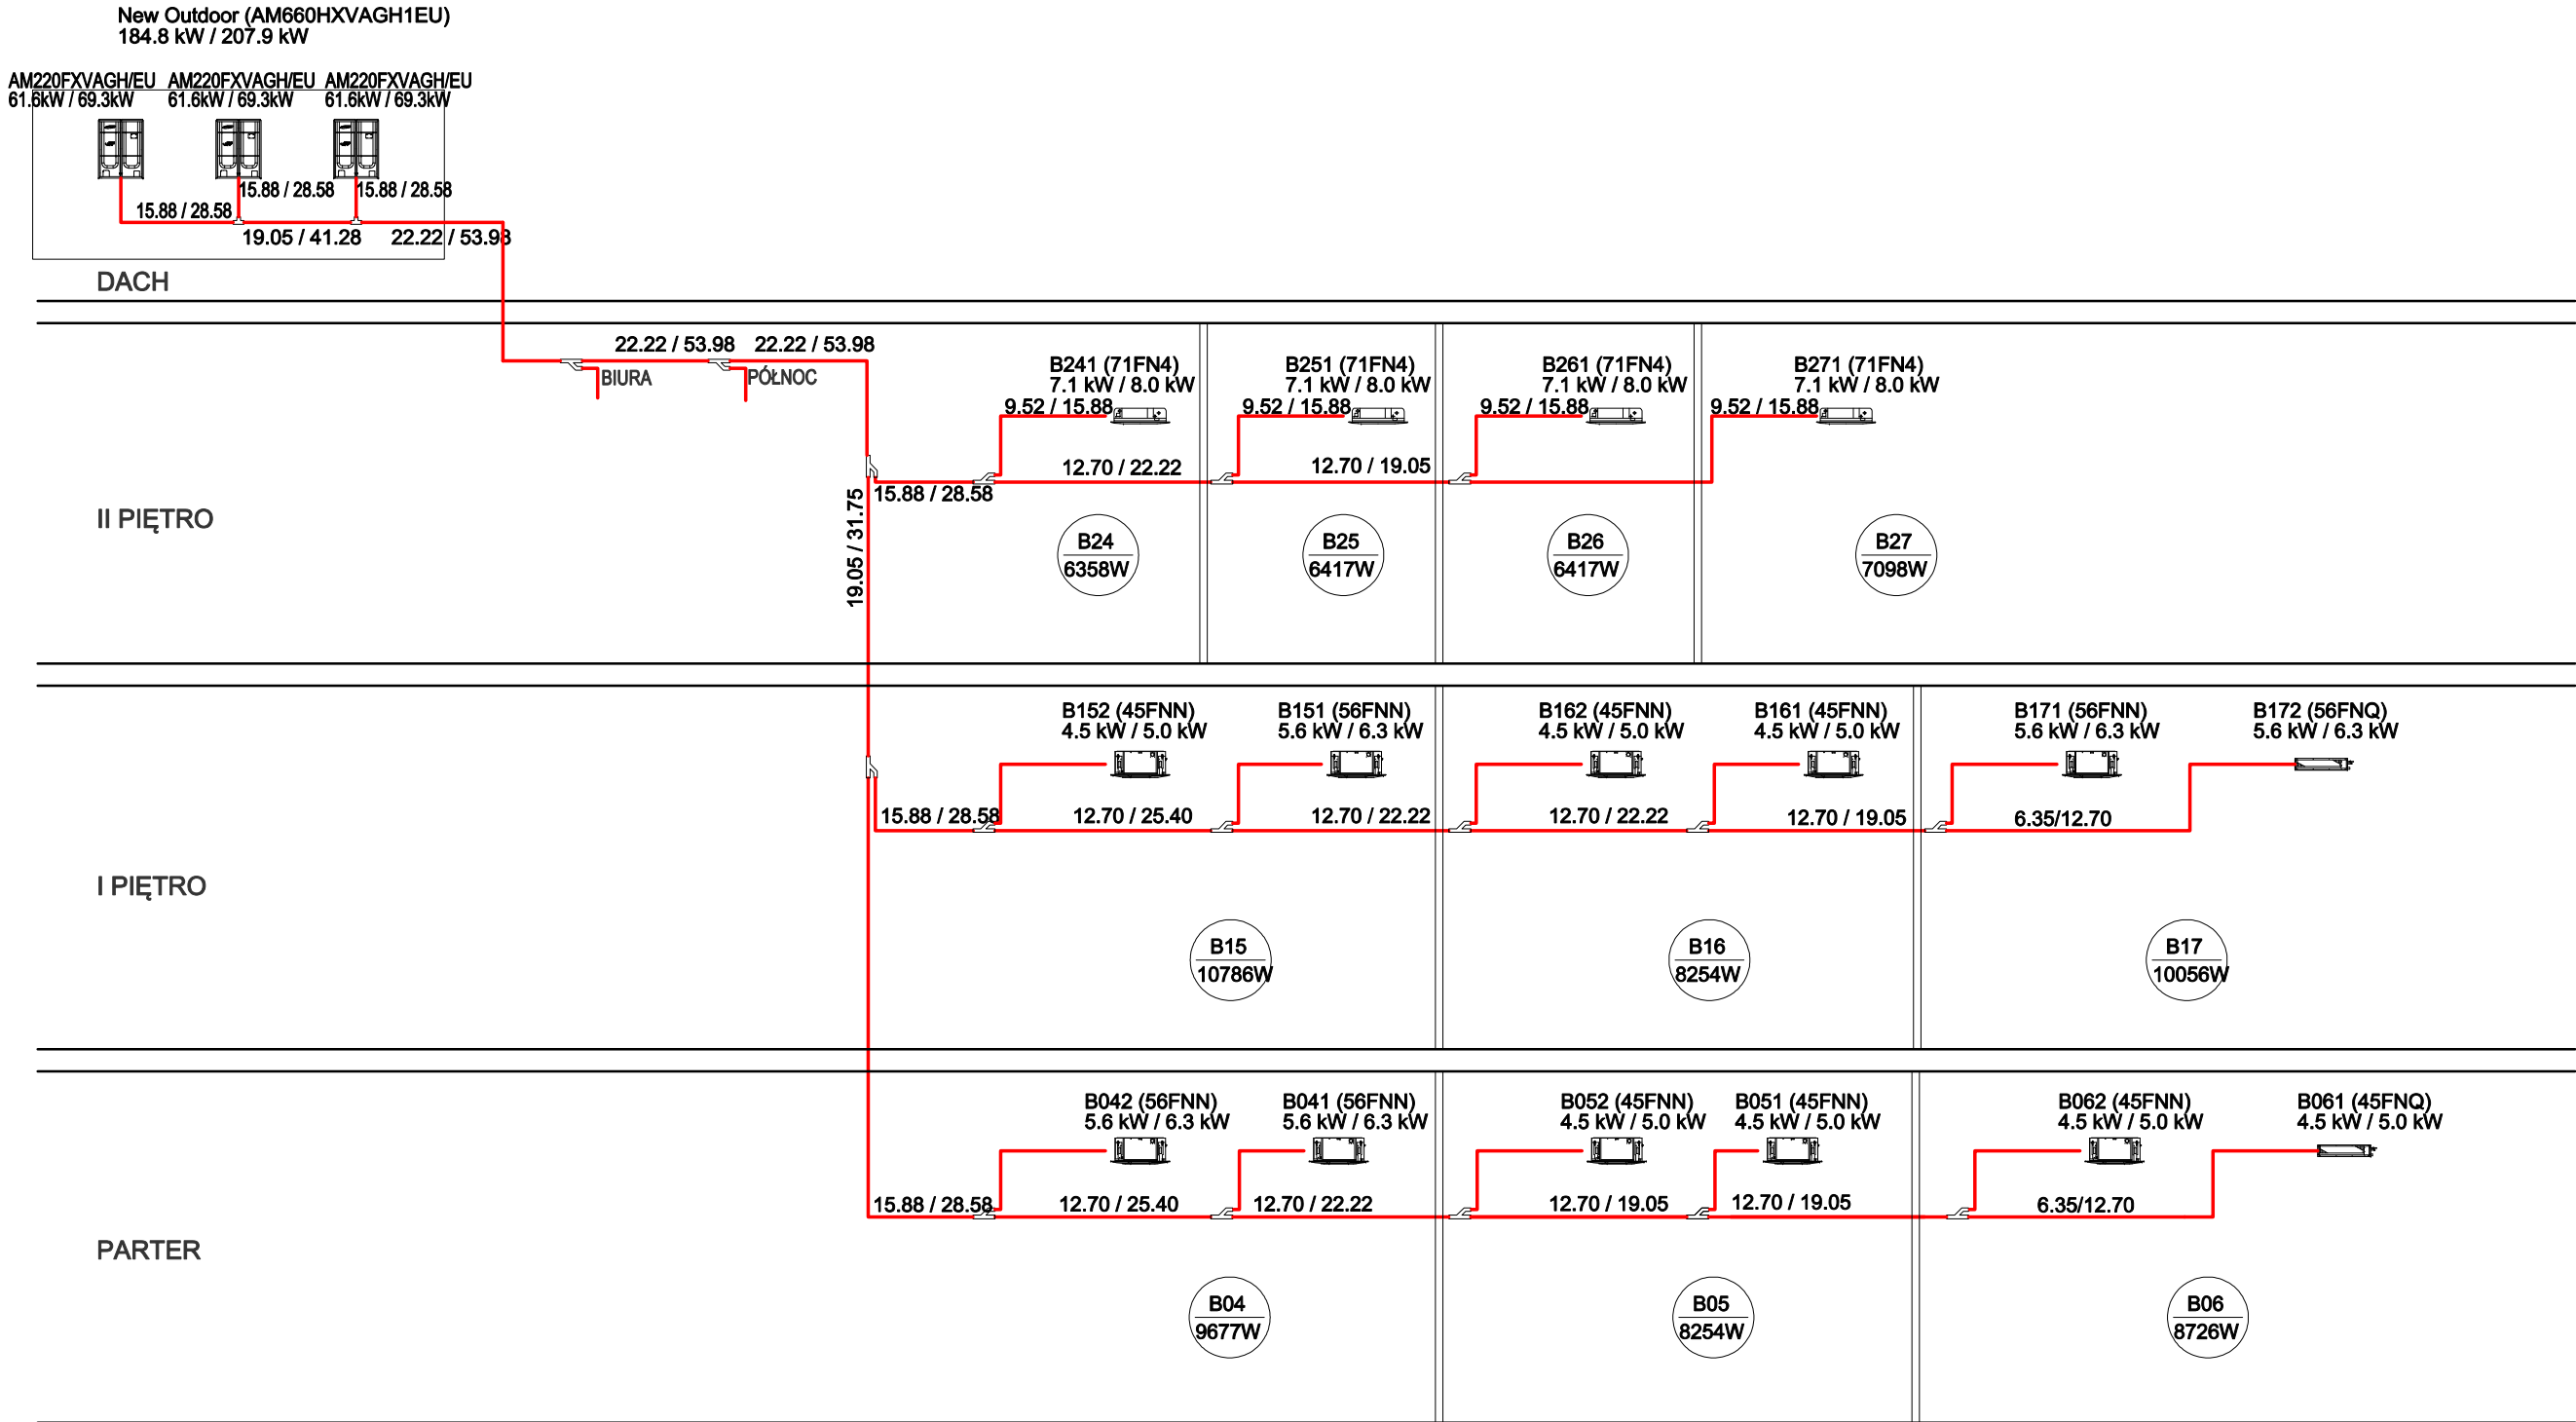 New Outdoor (AM660HXVAGH1EU)
184.8 kW / 207.9 kW
AM220FXVAGH/EU AM220FXVAGH/EU AM220FXVAGH/EU
61.6kW / 69.3kW 61.6kW / 69.3kW 61.6kW / 69.3kW
15.88 / 28.58 15.88 / 28.58
15.88 / 28.58
19.05 / 41.28 22.22 / 53.98
DACH
22.22 / 53.98 22.22 / 53.98
BIURA PÓŁNOC
B241 (71FN4) B251 (71FN4) B261 (71FN4) B271 (71FN4)
7.1 kW / 8.0 kW 7.1 kW / 8.0 kW 7.1 kW / 8.0 kW 7.1 kW / 8.0 kW
9.52 / 15.88 9.52 / 15.88 9.52 / 15.88 9.52 / 15.88
12.70 / 22.22 12.70 / 19.05
15.88 / 28.58
19.05 / 31.75
II PIĘTRO
B24 B25 B26 B27
6358W 6417W 6417W 7098W
B152 (45FNN) B151 (56FNN) B162 (45FNN) B161 (45FNN) B171 (56FNN) B172 (56FNQ)
4.5 kW / 5.0 kW 5.6 kW / 6.3 kW 4.5 kW / 5.0 kW 4.5 kW / 5.0 kW 5.6 kW / 6.3 kW 5.6 kW / 6.3 kW
15.88 / 28.58 12.70 / 25.40 12.70 / 22.22 12.70 / 22.22 12.70 / 19.05 6.35/12.70
I PIĘTRO
B15 B16 B17
10786W 8254W 10056W
B042 (56FNN) B041 (56FNN) B052 (45FNN) B051 (45FNN) B062 (45FNN) B061 (45FNQ)
5.6 kW / 6.3 kW 5.6 kW / 6.3 kW 4.5 kW / 5.0 kW 4.5 kW / 5.0 kW 4.5 kW / 5.0 kW 4.5 kW / 5.0 kW
15.88 / 28.58 12.70 / 25.40 12.70 / 22.22 12.70 / 19.05 12.70 / 19.05 6.35/12.70
PARTER
B04 B05 B06
9677W 8254W 8726W